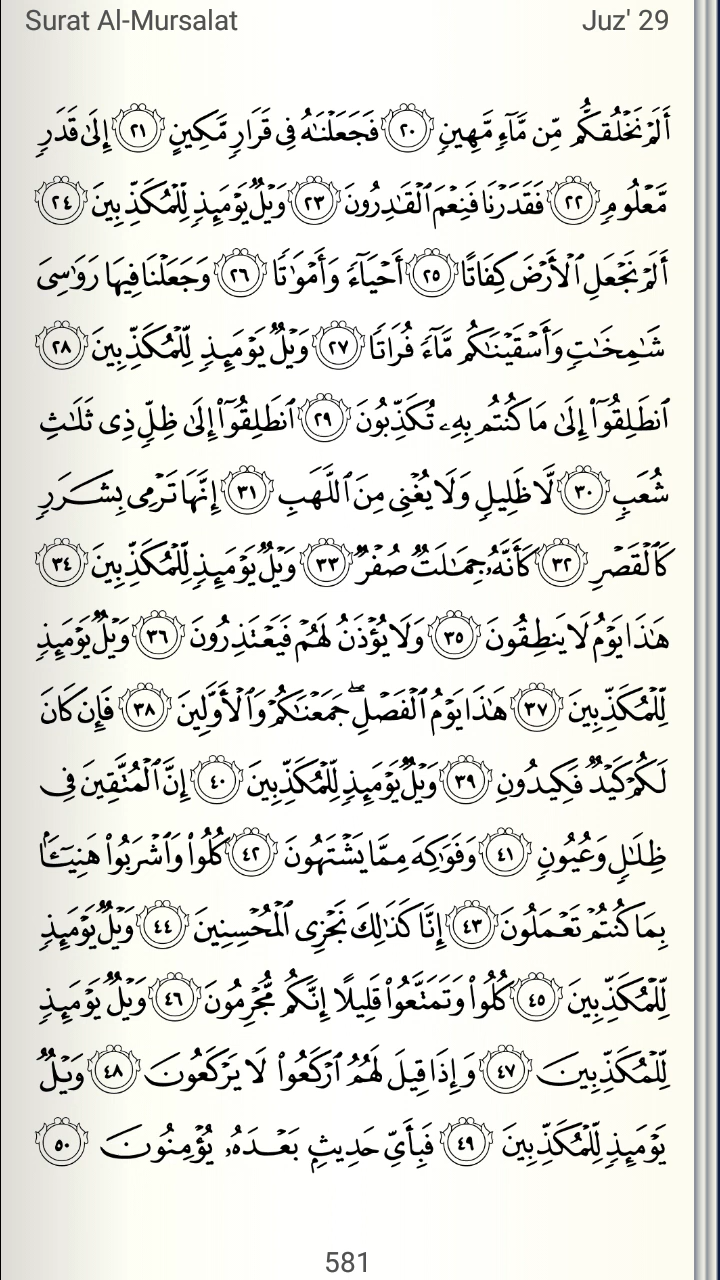 Surat Al-Mursalat
Juz' 29
أَلَمۡ نَخۡلُقكُّم مِّن مَّآءٖ مَّهِينٖ ٢٠ فَجَعَلۡنَٰهُ فِي قَرَارٖ مَّكِينٍ ٢١ إِلَىٰ قَدَرٖ
مَّعۡلُومٖ ٢٢ فَقَدَرۡنَا فَنِعۡمَ ٱلۡقَٰدِرُونَ ٢٣ وَيۡلٞ يَوۡمَئِذٖ لِّلۡمُكَذِّبِينَ ٢٤
أَلَمۡ نَجۡعَلِ ٱلۡأَرۡضَ كِفَاتًا ٢٥ أَحۡيَآءٗ وَأَمۡوَٰتٗا ٢٦ وَجَعَلۡنَا فِيهَا رَوَٰسِيَ
شَٰمِخَٰتٖ وَأَسۡقَيۡنَٰكُم مَّآءٗ فُرَاتٗا ٢٧ وَيۡلٞ يَوۡمَئِذٖ لِّلۡمُكَذِّبِينَ ٢٨
ٱنطَلِقُوٓاْ إِلَىٰ مَا كُنتُم بِهِۦ تُكَذِّبُونَ ٢٩ ٱنطَلِقُوٓاْ إِلَىٰ ظِلّٖ ذِي ثَلَٰثِ
شُعَبٖ ٣٠ لَّا ظَلِيلٖ وَلَا يُغۡنِي مِنَ ٱللَّهَبِ ٣١ إِنَّهَا تَرۡمِي بِشَرَرٖ
كَٱلۡقَصۡرِ ٣٢ كَأَنَّهُۥ جِمَٰلَتٞ صُفۡرٞ ٣٣ وَيۡلٞ يَوۡمَئِذٖ لِّلۡمُكَذِّبِينَ ٣٤
هَٰذَا يَوۡمُ لَا يَنطِقُونَ ٣٥ وَلَا يُؤۡذَنُ لَهُمۡ فَيَعۡتَذِرُونَ ٣٦ وَيۡلٞ يَوۡمَئِذٖ
لِّلۡمُكَذِّبِينَ ٣٧ هَٰذَا يَوۡمُ ٱلۡفَصۡلِۖ جَمَعۡنَٰكُمۡ وَٱلۡأَوَّلِينَ ٣٨ فَإِن كَانَ
لَكُمۡ كَيۡدٞ فَكِيدُونِ ٣٩ وَيۡلٞ يَوۡمَئِذٖ لِّلۡمُكَذِّبِينَ ٤٠ إِنَّ ٱلۡمُتَّقِينَ فِي
ظِلَٰلٖ وَعُيُونٖ ٤١ وَفَوَٰكِهَ مِمَّا يَشۡتَهُونَ ٤٢ كُلُواْ وَٱشۡرَبُواْ هَنِيٓـَٔۢا
بِمَا كُنتُمۡ تَعۡمَلُونَ ٤٣ إِنَّا كَذَٰلِكَ نَجۡزِي ٱلۡمُحۡسِنِينَ ٤٤ وَيۡلٞ يَوۡمَئِذٖ
لِّلۡمُكَذِّبِينَ ٤٥ كُلُواْ وَتَمَتَّعُواْ قَلِيلًا إِنَّكُم مُّجۡرِمُونَ ٤٦ وَيۡلٞ يَوۡمَئِذٖ
لِّلۡمُكَذِّبِينَ ٤٧ وَإِذَا قِيلَ لَهُمُ ٱرۡكَعُواْ لَا يَرۡكَعُونَ ٤٨ وَيۡلٞ
يَوۡمَئِذٖ لِّلۡمُكَذِّبِينَ ٤٩ فَبِأَيِّ حَدِيثِۭ بَعۡدَهُۥ يُؤۡمِنُونَ ٥٠
581